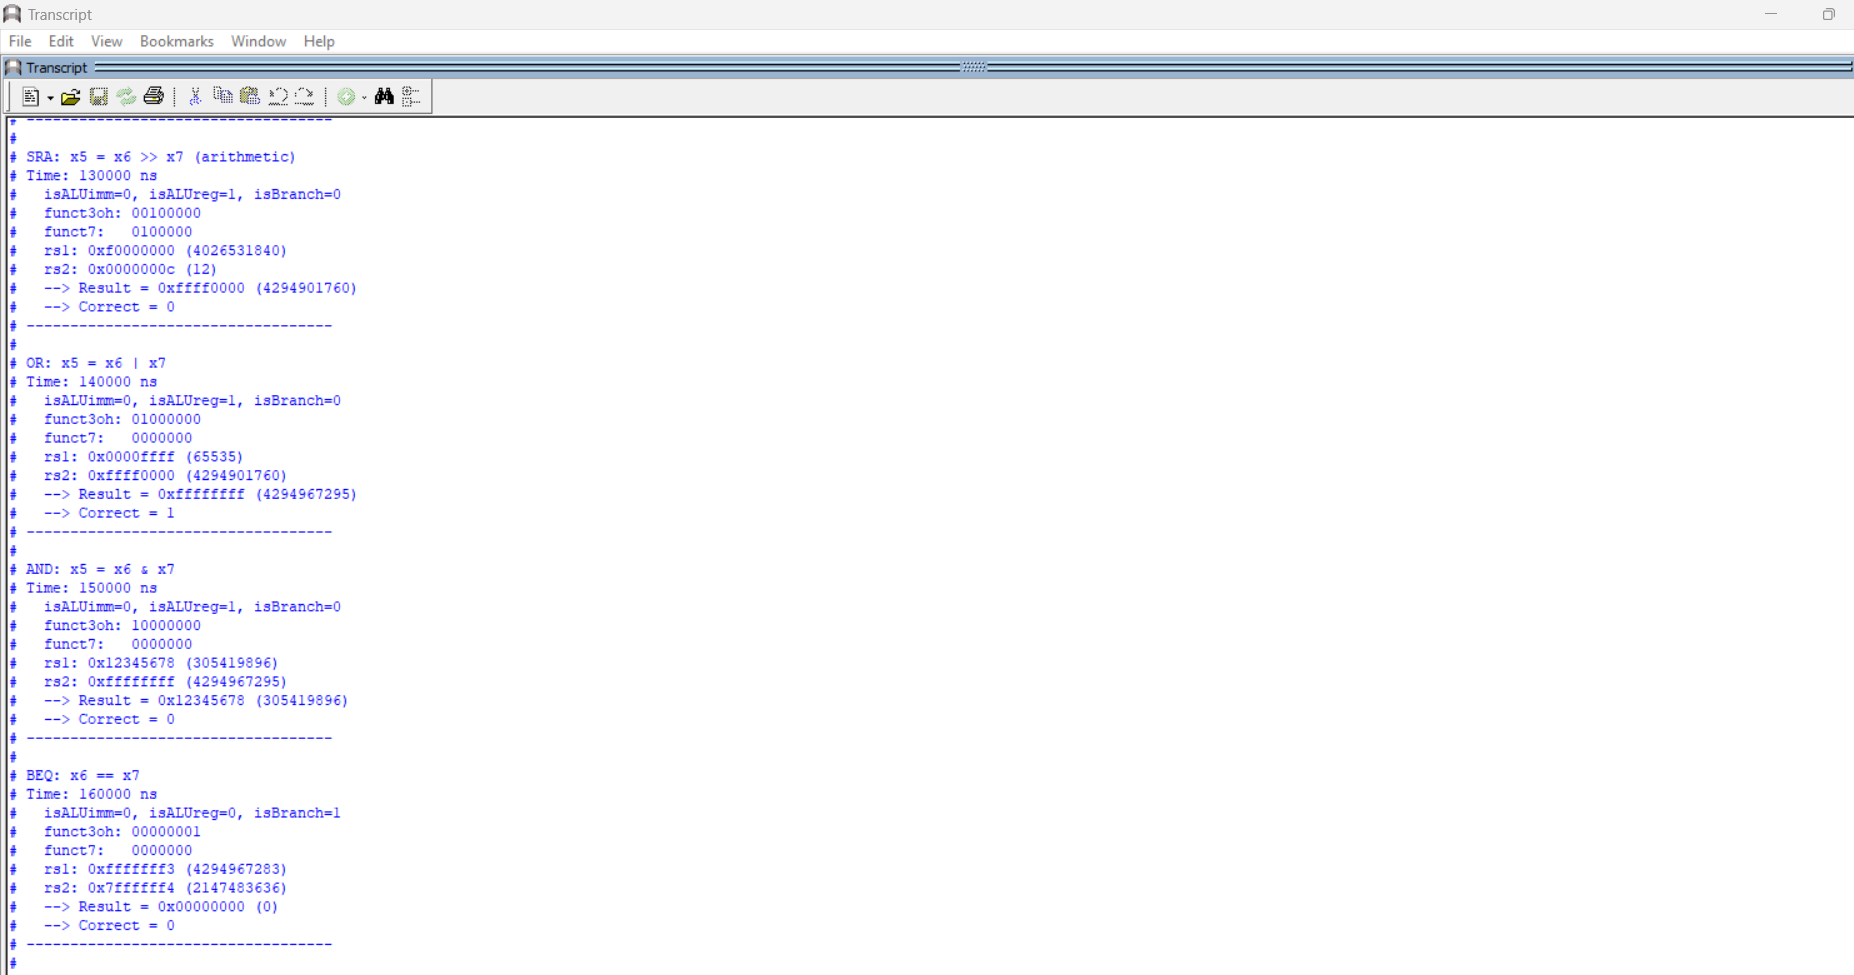 Transcript
File Edit View Bookmarks Window Help
Transcript
# -----------------------------------
#
# SRA: x5 = x6 >> x7 (arithmetic)
# Time: 130000 ns
#   isALUimm=0, isALUreg=1, isBranch=0
#   funct3oh: 00100000
#   funct7:   0100000
#   rs1: 0xf0000000 (4026531840)
#   rs2: 0x0000000c (12)
#   --> Result = 0xffff0000 (4294901760)
#   --> Correct = 0
# -----------------------------------
#
# OR: x5 = x6 | x7
# Time: 140000 ns
#   isALUimm=0, isALUreg=1, isBranch=0
#   funct3oh: 01000000
#   funct7:   0000000
#   rs1: 0x0000ffff (65535)
#   rs2: 0xffff0000 (4294901760)
#   --> Result = 0xffffffff (4294967295)
#   --> Correct = 1
# -----------------------------------
#
# AND: x5 = x6 & x7
# Time: 150000 ns
#   isALUimm=0, isALUreg=1, isBranch=0
#   funct3oh: 10000000
#   funct7:   0000000
#   rs1: 0x12345678 (305419896)
#   rs2: 0xffffffff (4294967295)
#   --> Result = 0x12345678 (305419896)
#   --> Correct = 0
# -----------------------------------
#
# BEQ: x6 == x7
# Time: 160000 ns
#   isALUimm=0, isALUreg=0, isBranch=1
#   funct3oh: 00000001
#   funct7:   0000000
#   rs1: 0xfffffff3 (4294967283)
#   rs2: 0x7ffffff4 (2147483636)
#   --> Result = 0x00000000 (0)
#   --> Correct = 0
# -----------------------------------
#